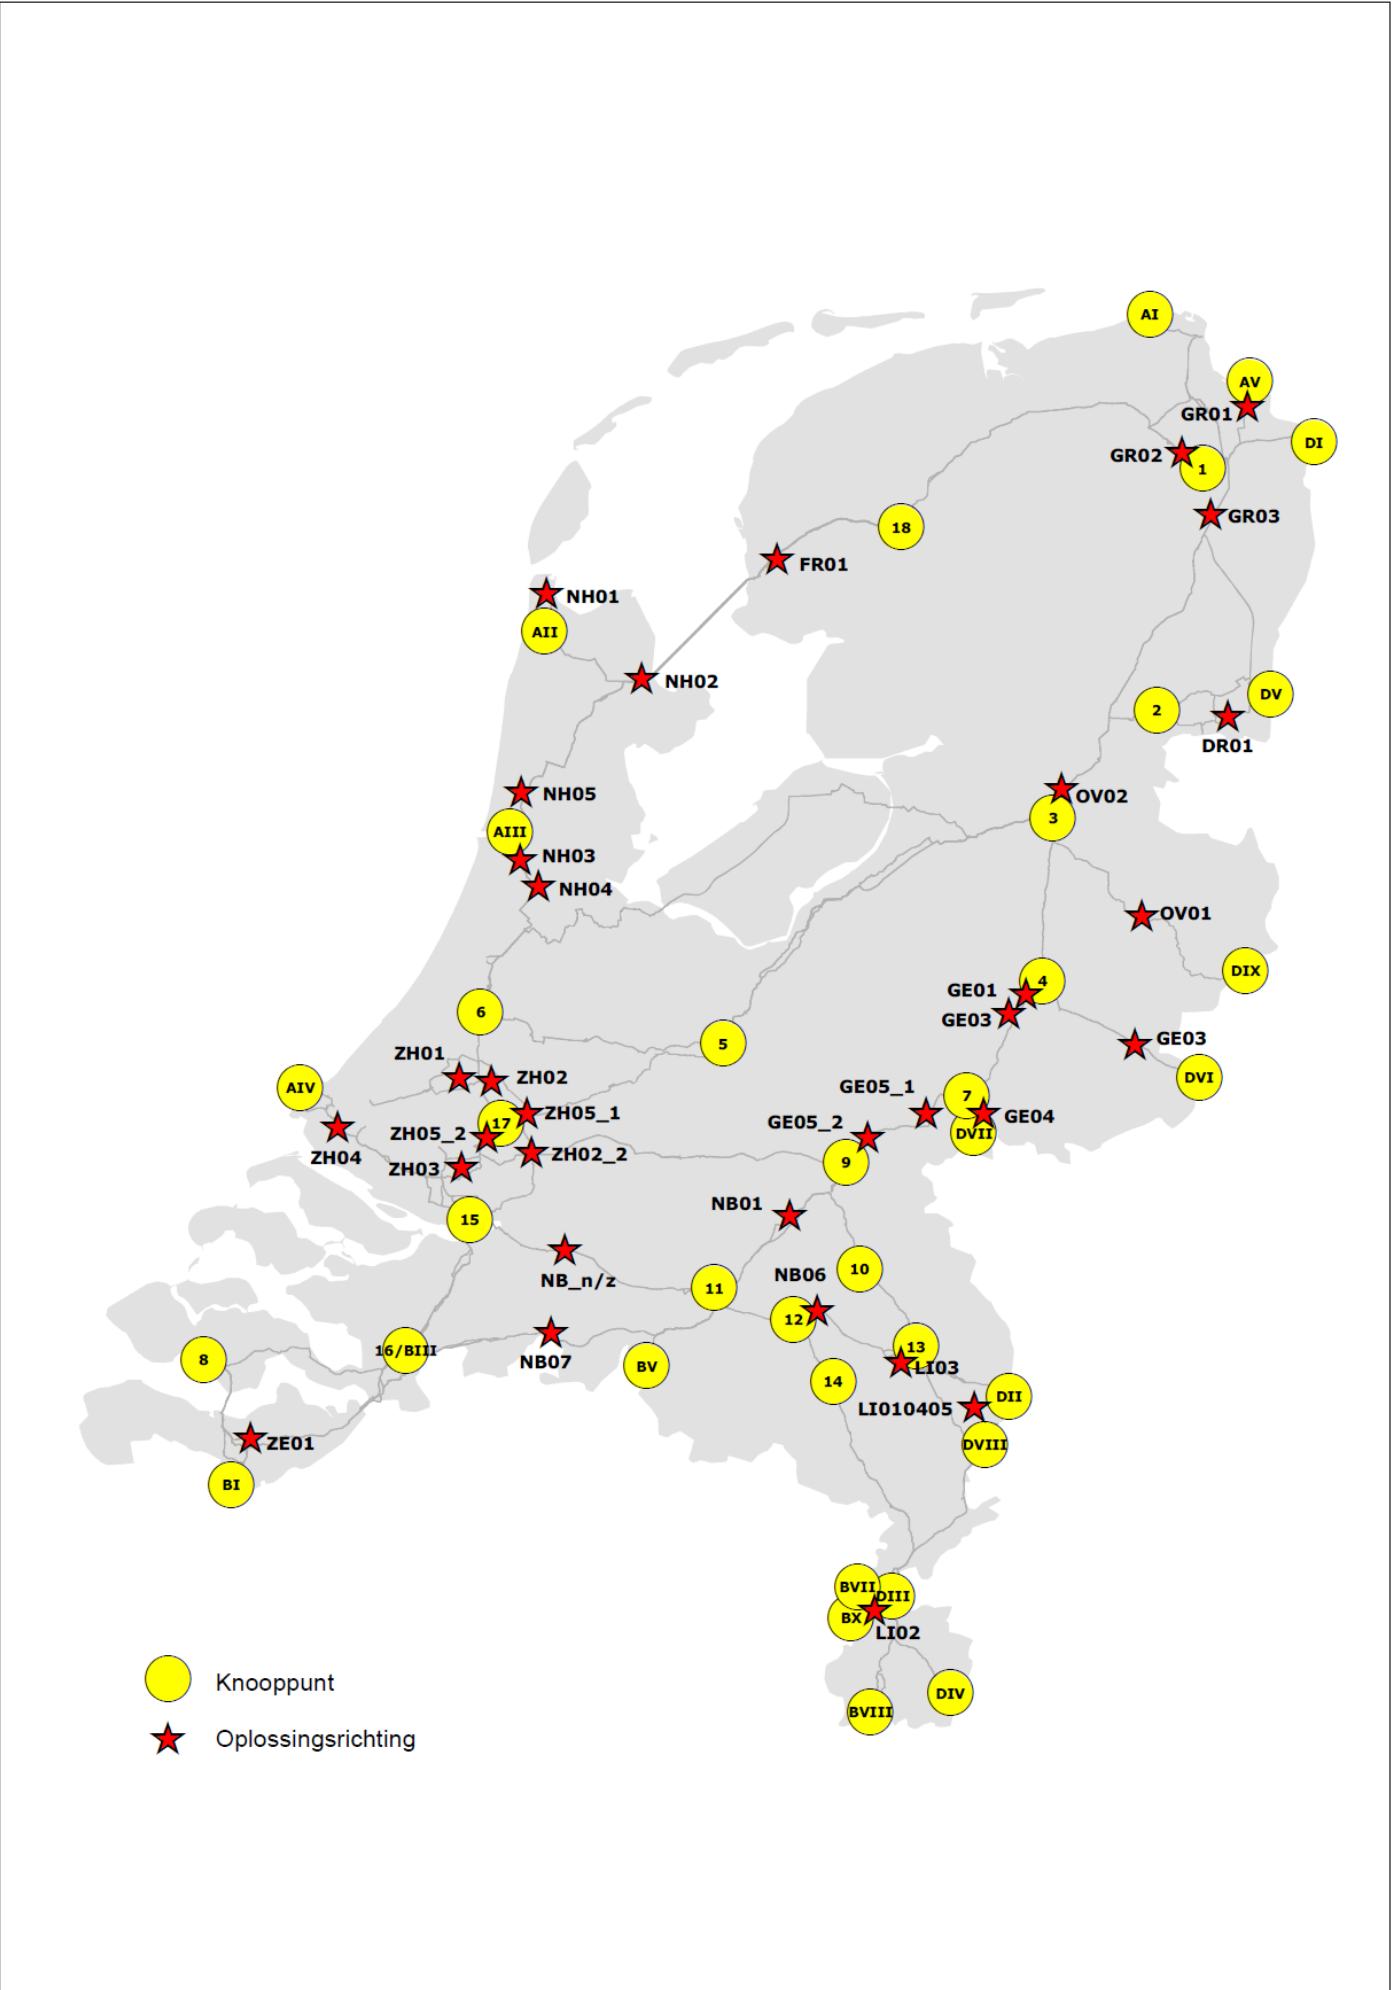 AI
AV
GR01
DI
GR02
1
GR03
18
FR01
NH01
AII
NH02
DV
2
DR01
NH05
OV02
3
AIII
NH03
NH04
OV01
DIX
4
GE01
6
GE03
5
GE03
ZH01
ZH02
DVI
AIV
GE05_1
7
ZH05_1
GE04
17
GE05_2
DVII
ZH05_2
ZH04
ZH02_2
9
ZH03
NB01
15
10
NB06
NB_n/z
11
12
13
16/BIII
8
NB07
BV
LI03
14
DII
LI010405
ZE01
DVIII
BI
BVII
DIII
BX
LI02
Knooppunt
DIV
BVIII
Oplossingsrichting